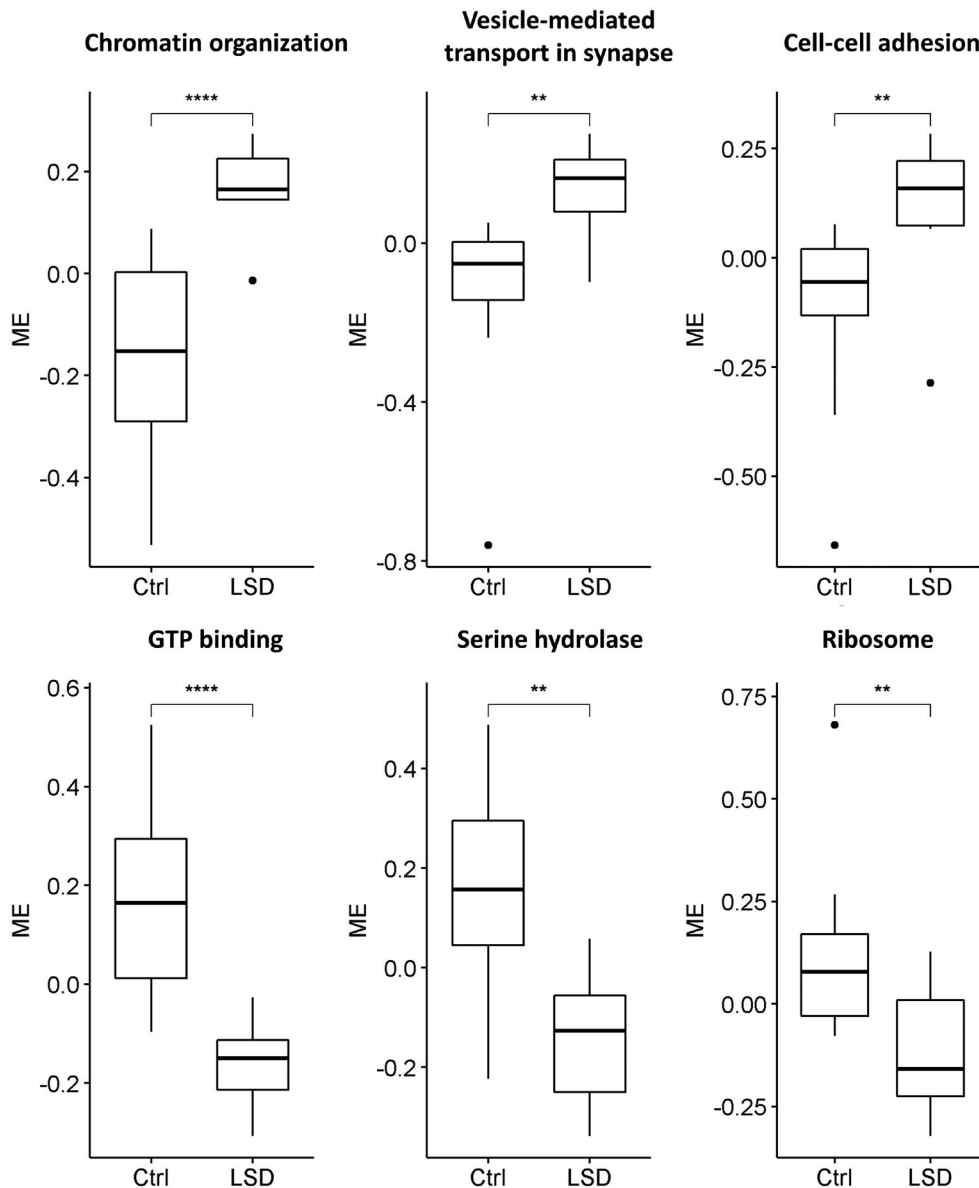 Chromatin organization
Vesicle-mediated
transport in synapse
Cell-cell adhesion
****
**
**
ME
0.2
0.0
-0.2
-0.4
Ctrl
LSD
ME
0.0
-0.4
-0.8
Ctrl
LSD
ME
0.25
0.00
-0.25
-0.50
Ctrl
LSD
GTP binding
Serine hydrolase
Ribosome
****
**
**
ME
0.6
0.4
0.2
0.0
-0.2
Ctrl
LSD
ME
0.4
0.2
0.0
-0.2
Ctrl
LSD
ME
0.75
0.50
0.25
0.00
-0.25
Ctrl
LSD